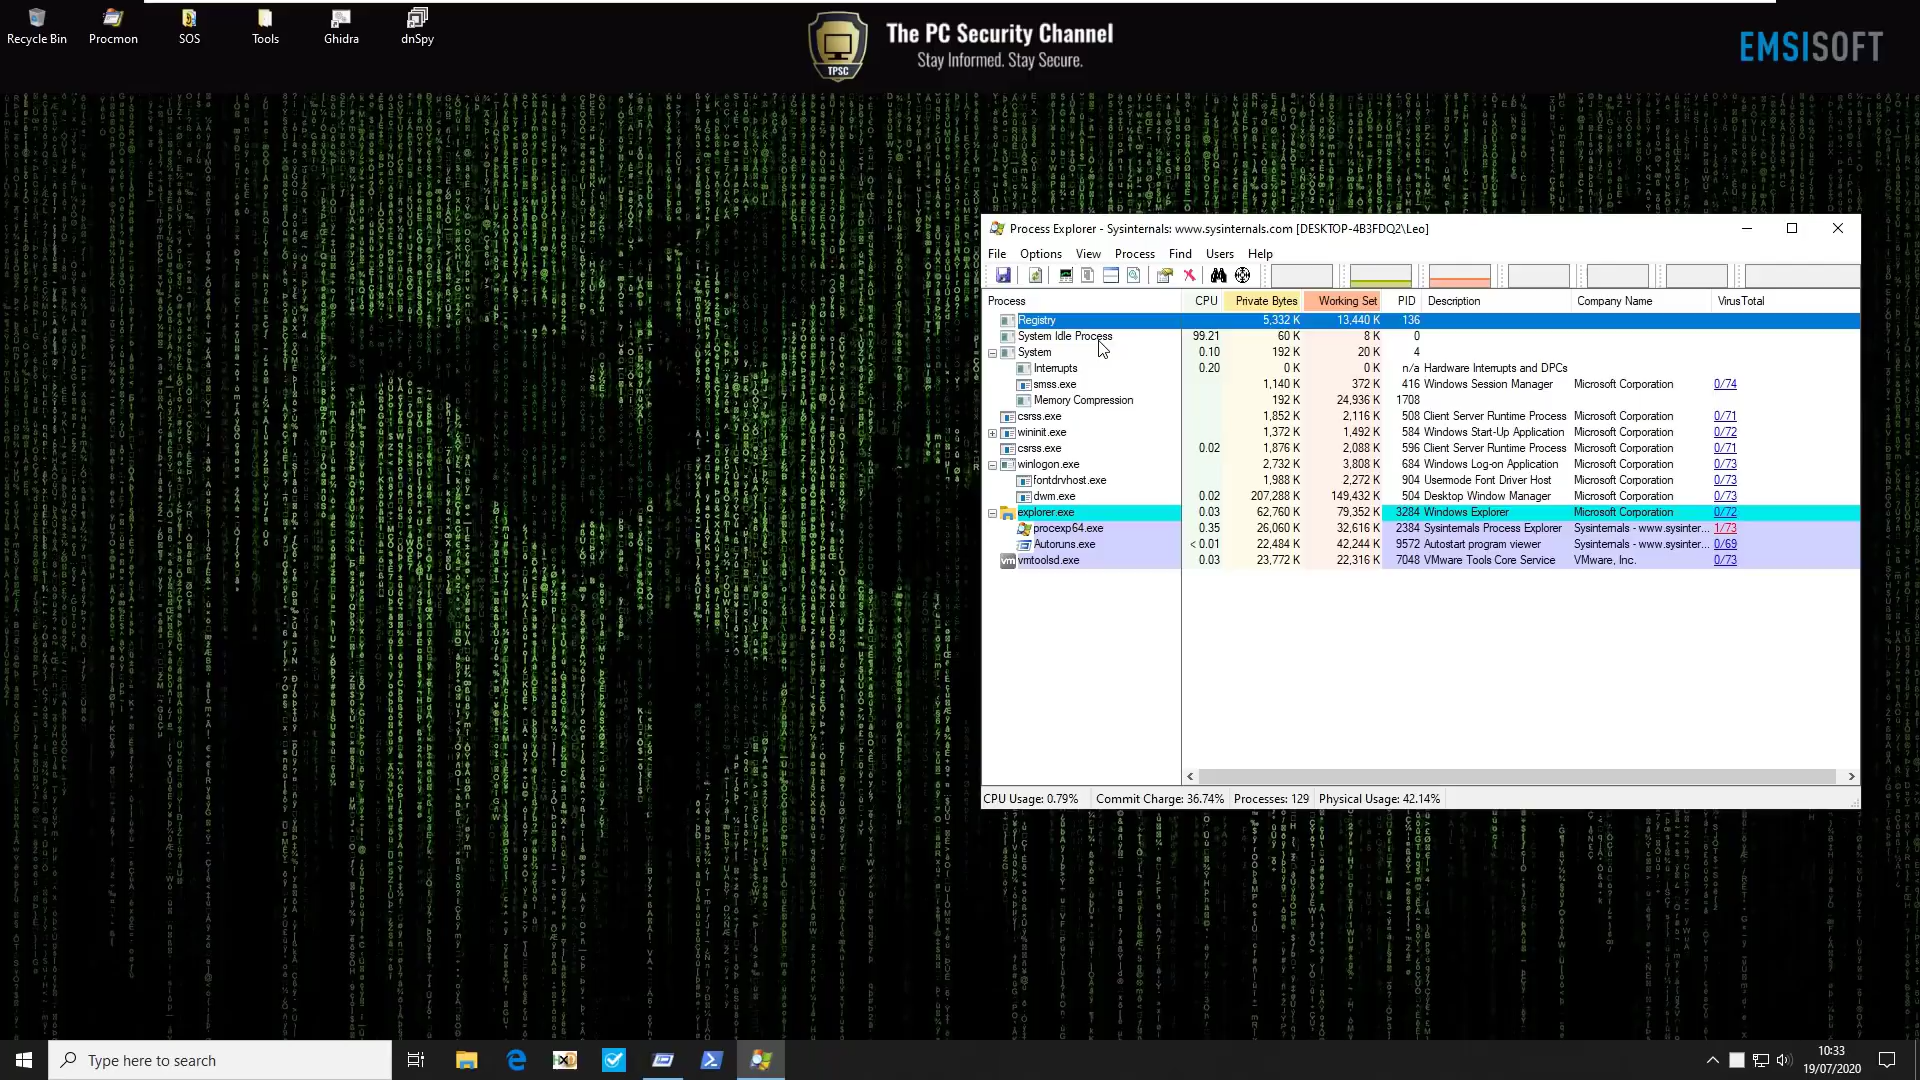 Recycle Bin
Procmon
SOS
Tools
Ghidra
dnSpy
TPSC
The PC Security Channel
Stay Informed. Stay Secure.
EMSISOFT
Process Explorer - Sysinternals: www.sysinternals.com [DESKTOP-4B3FDQ2\Leo]
File Options View Process Find Users Help
Process CPU Private Bytes Working Set PID Description Company Name VirusTotal
Registry 5,332 K 13,440 K 136
System Idle Process 99.21 60 K 8 K 0
System 0.10 192 K 20 K 4
Interrupts 0.20 0 K 0 K n/a Hardware Interrupts and DPCs
smss.exe 1,140 K 372 K 416 Windows Session Manager Microsoft Corporation 0/74
Memory Compression 192 K 24,936 K 1708
csrss.exe 1,852 K 2,116 K 508 Client Server Runtime Process Microsoft Corporation 0/71
wininit.exe 1,372 K 1,492 K 584 Windows Start-Up Application Microsoft Corporation 0/72
csrss.exe 0.02 1,876 K 2,088 K 596 Client Server Runtime Process Microsoft Corporation 0/71
winlogon.exe 2,732 K 3,808 K 684 Windows Log-on Application Microsoft Corporation 0/73
fontdrvhost.exe 1,988 K 2,272 K 904 Usermode Font Driver Host Microsoft Corporation 0/73
dwm.exe 0.02 207,288 K 149,432 K 504 Desktop Window Manager Microsoft Corporation 0/73
explorer.exe 0.03 62,760 K 79,352 K 3284 Windows Explorer Microsoft Corporation 0/72
procexp64.exe 0.35 26,060 K 32,616 K 2384 Sysinternals Process Explorer Sysinternals - www.sysinter... 1/73
Autoruns.exe < 0.01 22,484 K 42,244 K 9572 Autostart program viewer Sysinternals - www.sysinter... 0/69
vmtoolsd.exe 0.03 23,772 K 22,316 K 7048 VMware Tools Core Service VMware, Inc. 0/73
CPU Usage: 0.79% Commit Charge: 36.74% Processes: 129 Physical Usage: 42.14%
Type here to search
10:33
19/07/2020